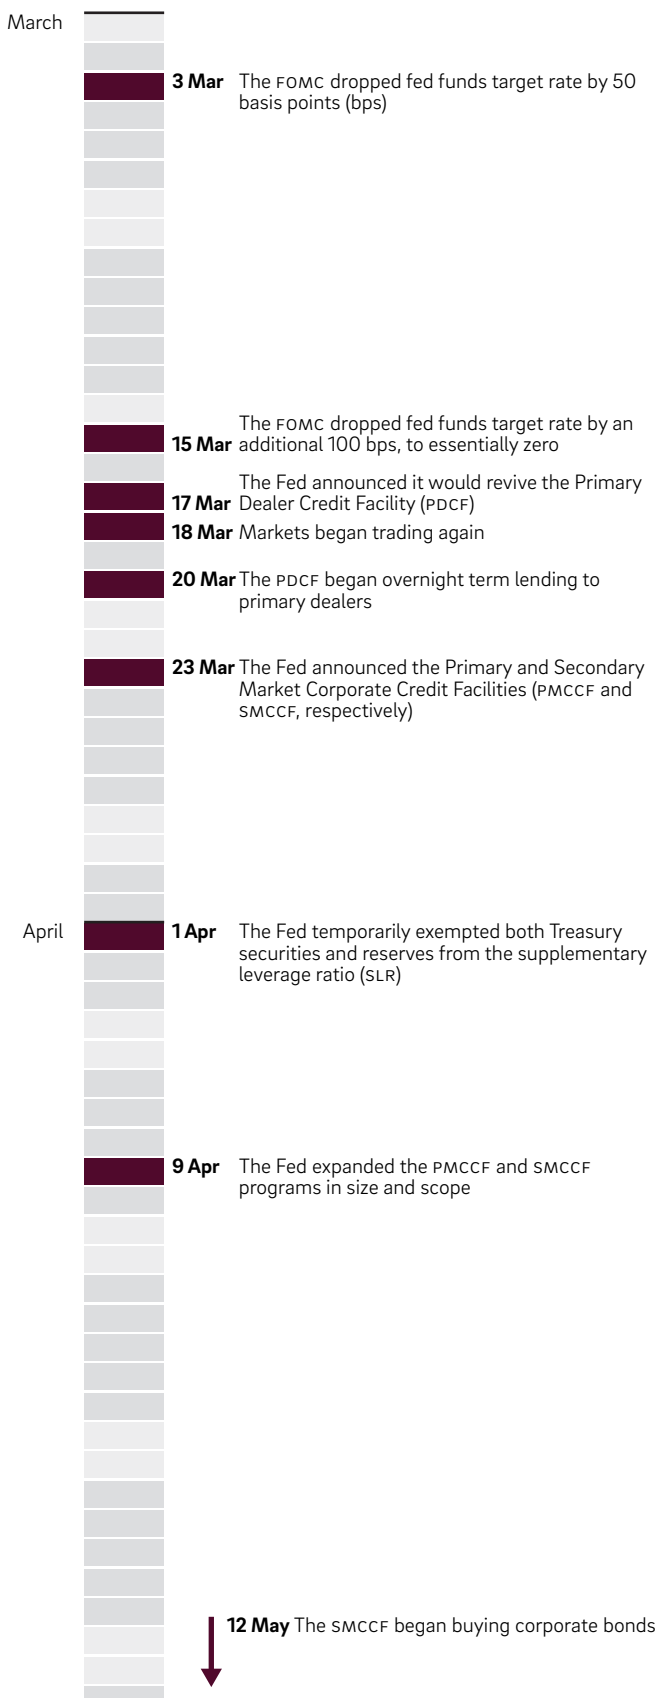 March
3 Mar The FOMC dropped fed funds target rate by 50
basis points (bps)
The FOMC dropped fed funds target rate by an
15 Mar additional 100 bps, to essentially zero
The Fed announced it would revive the Primary
17 Mar Dealer Credit Facility (PDCF)
18 Mar Markets began trading again
20 Mar The PDCF began overnight term lending to
primary dealers
23 Mar The Fed announced the Primary and Secondary
Market Corporate Credit Facilities (PMCCF and
SMCCF, respectively)
April
1 Apr The Fed temporarily exempted both Treasury
securities and reserves from the supplementary
leverage ratio (SLR)
9 Apr The Fed expanded the PMCCF and SMCCF
programs in size and scope
12 May The SMCCF began buying corporate bonds